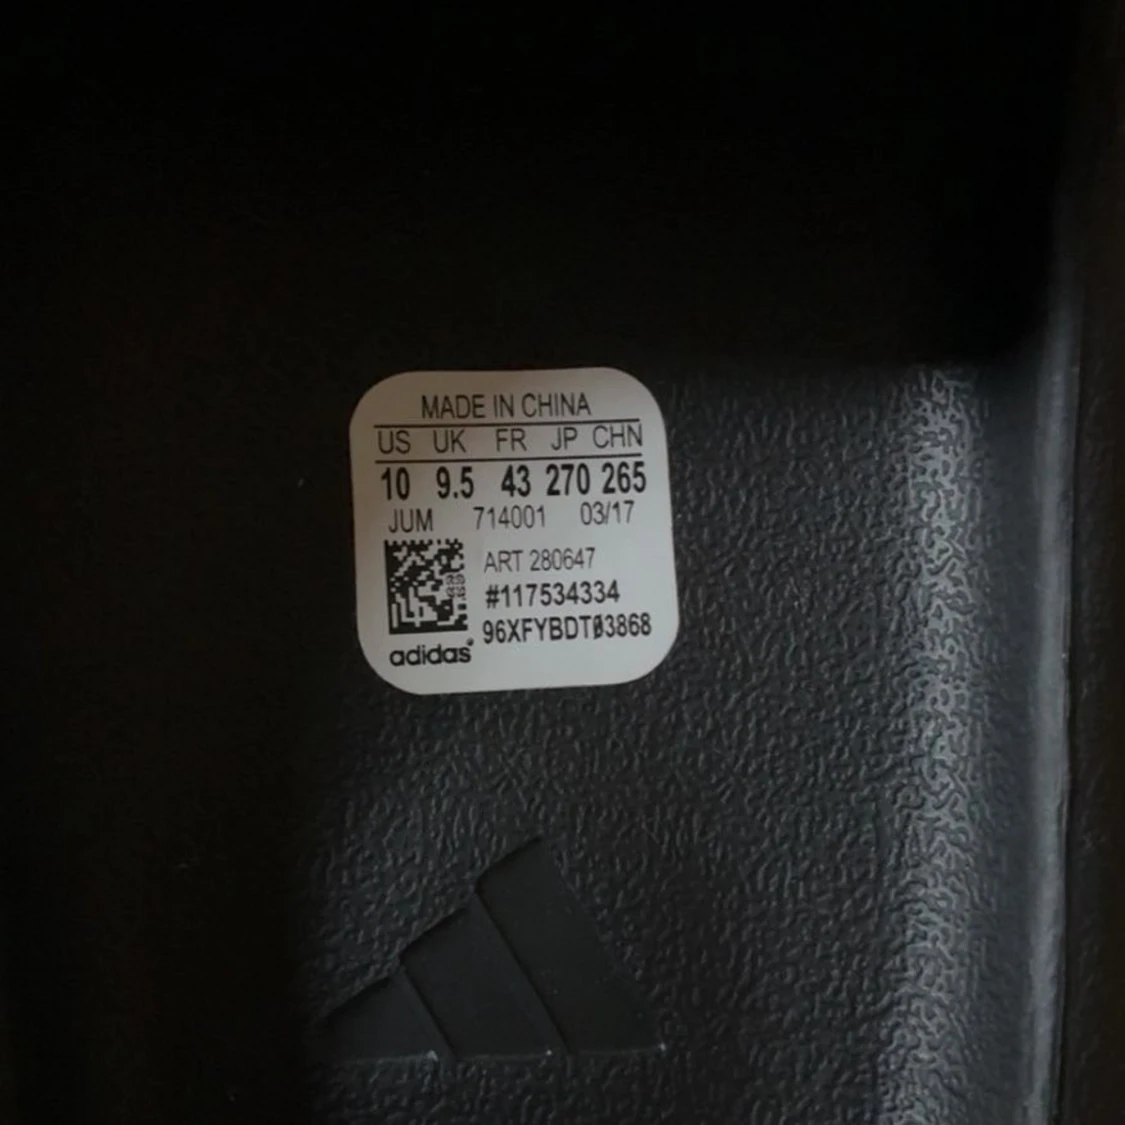 MADE IN CHINA
US UK FR JP CHN
10 9.5 43 270 265
JUM 714001 03/17
ART 280647
#117534334
96XFYBDT03868
adidas